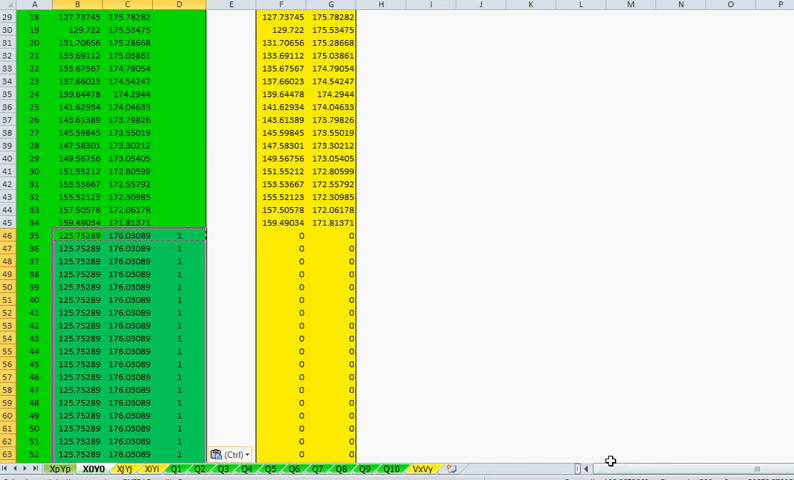 A B C D E F G H I J K L M N O P
29 18 127.73745 175.78282 127.73745 175.78282
30 19 129.722 175.53475 129.722 175.53475
31 20 131.70656 175.28668 131.70656 175.28668
32 21 133.69112 175.03861 133.69112 175.03861
33 22 135.67567 174.79054 135.67567 174.79054
34 23 137.66023 174.54247 137.66023 174.54247
35 24 139.64478 174.2944 139.64478 174.2944
36 25 141.62934 174.04633 141.62934 174.04633
37 26 143.61389 173.79826 143.61389 173.79826
38 27 145.59845 173.55019 145.59845 173.55019
39 28 147.58301 173.30212 147.58301 173.30212
40 29 149.56756 173.05405 149.56756 173.05405
41 30 151.55212 172.80599 151.55212 172.80599
42 31 153.53667 172.55792 153.53667 172.55792
43 32 155.52123 172.30985 155.52123 172.30985
44 33 157.50578 172.06178 157.50578 172.06178
45 34 159.49034 171.81371 159.49034 171.81371
46 35 125.75289 176.03089 1 0 0
47 36 125.75289 176.03089 1 0 0
48 37 125.75289 176.03089 1 0 0
49 38 125.75289 176.03089 1 0 0
50 39 125.75289 176.03089 1 0 0
51 40 125.75289 176.03089 1 0 0
52 41 125.75289 176.03089 1 0 0
53 42 125.75289 176.03089 1 0 0
54 43 125.75289 176.03089 1 0 0
55 44 125.75289 176.03089 1 0 0
56 45 125.75289 176.03089 1 0 0
57 46 125.75289 176.03089 1 0 0
58 47 125.75289 176.03089 1 0 0
59 48 125.75289 176.03089 1 0 0
60 49 125.75289 176.03089 1 0 0
61 50 125.75289 176.03089 1 0 0
62 51 125.75289 176.03089 1 0 0
63 52 125.75289 176.03089 1 (Ctrl) 0 0
XpYp X0Y0 XjYj XiYi Q1 Q2 Q3 Q4 Q5 Q6 Q7 Q8 Q9 Q10 VxVy